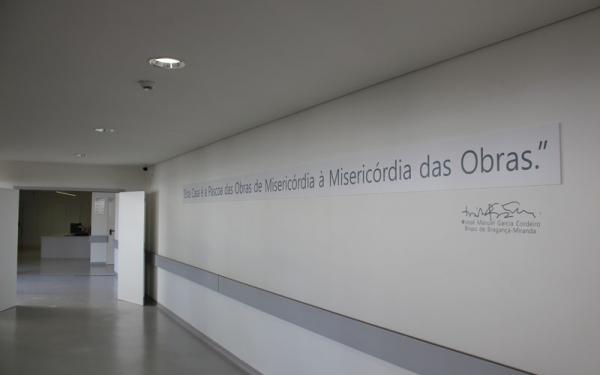 "Esta Casa é a Páscoa das Obras de Misericórdia à Misericórdia das Obras."
José Manuel Garcia Cordeiro
Bispo de Bragança-Miranda